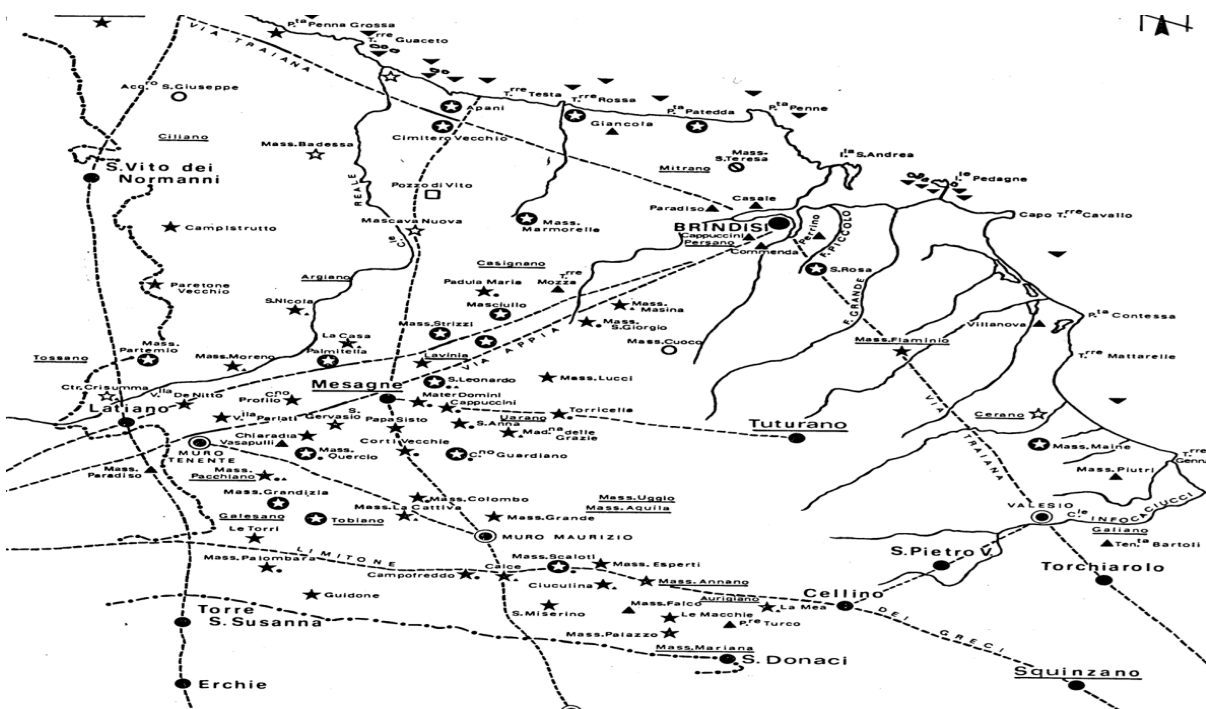 P.ta Penna Grossa
T.rre Guaceto
VIA TRAIANA
Acq.ro S.Giuseppe
T.rre Testa
T.rre Rossa
P.ta Patedda
P.ta Penne
Apani
Giancola
Ciliano
Cimitero Vecchio
Mass.Badessa
Mass.
S.Teresa
Mitrano
I.la S.Andrea
I.le Pedagne
S.Vito dei
Normanni
C.le REALE
Pozzo di Vito
Paradiso
Casale
Capo T.rre Cavallo
Campistrutto
Mascava Nuova
Mass.
Marmorelle
BRINDISI
Cappuccini
Persano
Commenda
Perrino
F. PICCOLO
Casignano
Argiano
S.Rosa
T.rre
Mozza
Padula Maria
Paretone
Vecchio
S.Nicola
Masciullo
Mass.
Masina
F. GRANDE
P.ta Contessa
Mass.
S.Giorgio
Villanova
Mass.Strizzi
La Casa
Mass.
Partemio
Tossano
Mass.Moreno
Palmitella
Lavinia
VIA APPIA
Mass.Cuoco
Mass.Flaminio
T.rre
Mattarelle
Ctr.Crisumma
V.lla De Nitto
C.no
Profilo
Mesagne
S.Leonardo
Mass.Lucci
Mater Domini
Cappuccini
Latiano
V.lla Perlati
S.
Gervasio
Papa Sisto
S.Anna
Uarano
Torricella
Mad.na delle
Grazie
Tuturano
VIA TRAIANA
Cerano
Chiaradia
Vasapulli
MURO
TENENTE
Corti Vecchie
Mass.
Quercio
C.no Guardiano
Mass.Maine
Mass.
Paradiso
Mass.
Pacchiano
Mass.Piutri
Mass.Grandizia
Mass.Colombo
Mass.Uggio
Mass.Aquila
Galesano
Tobiano
Mass.La Cattiva
Mass.Grande
VALESIO
C.le INFOCACIUCCI
Galiano
Le Torri
MURO MAURIZIO
Ten.ta Bartoli
LIMITONE
S.Pietro V.
Mass.Palombara
Campofreddo
Calce
Mass.Scaloti
Mass.Esperti
Torchiarolo
Ciuculina
Mass.Annano
Cellino
Guidone
Aurigiano
S.Miserino
Mass.Falco
La Mea
Torre
S.Susanna
Le Macchie
P.re Turco
DEI GRECI
Mass.Palazzo
Mass.Mariana
S.Donaci
Squinzano
Erchie